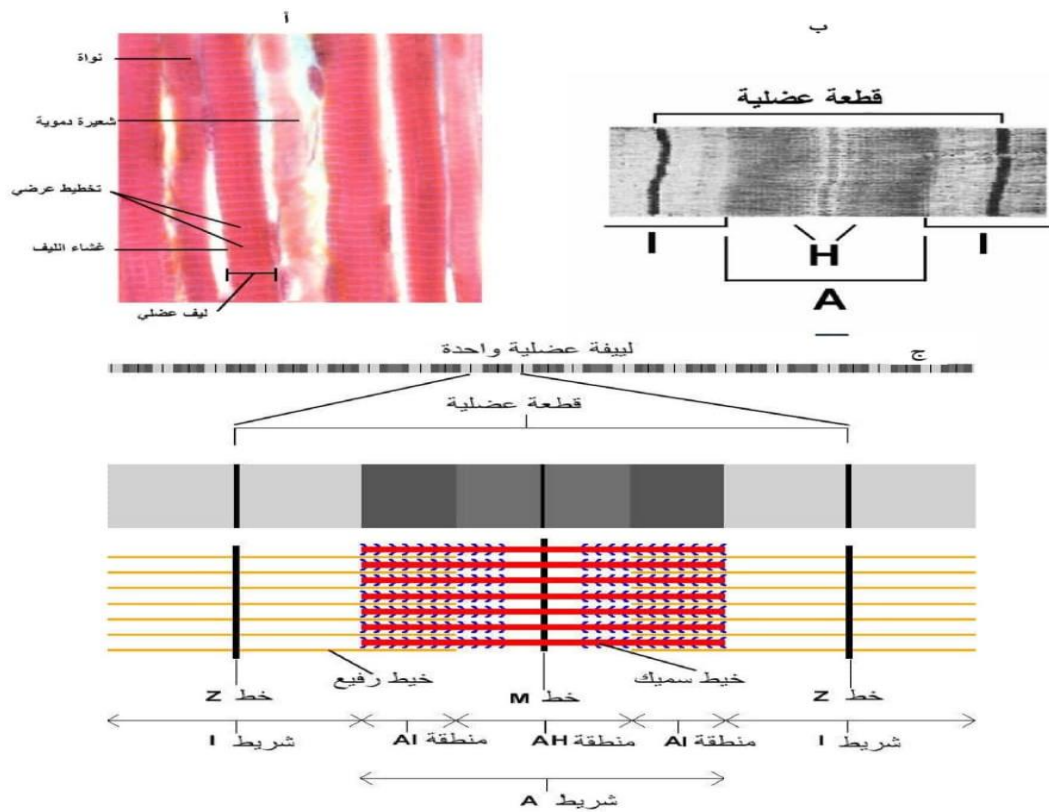 آ
نواة
شعيرة دموية
تخطيط عرضي
غشاء الليف
ليف عضلي
ب
قطعة عضلية
I
H
I
A
لييفة عضلية واحدة
ج
قطعة عضلية
خيط رفيع
خيط سميك
خط Z
خط M
خط Z
شريط I
منطقة AI
منطقة AH
منطقة AI
شريط I
شريط A